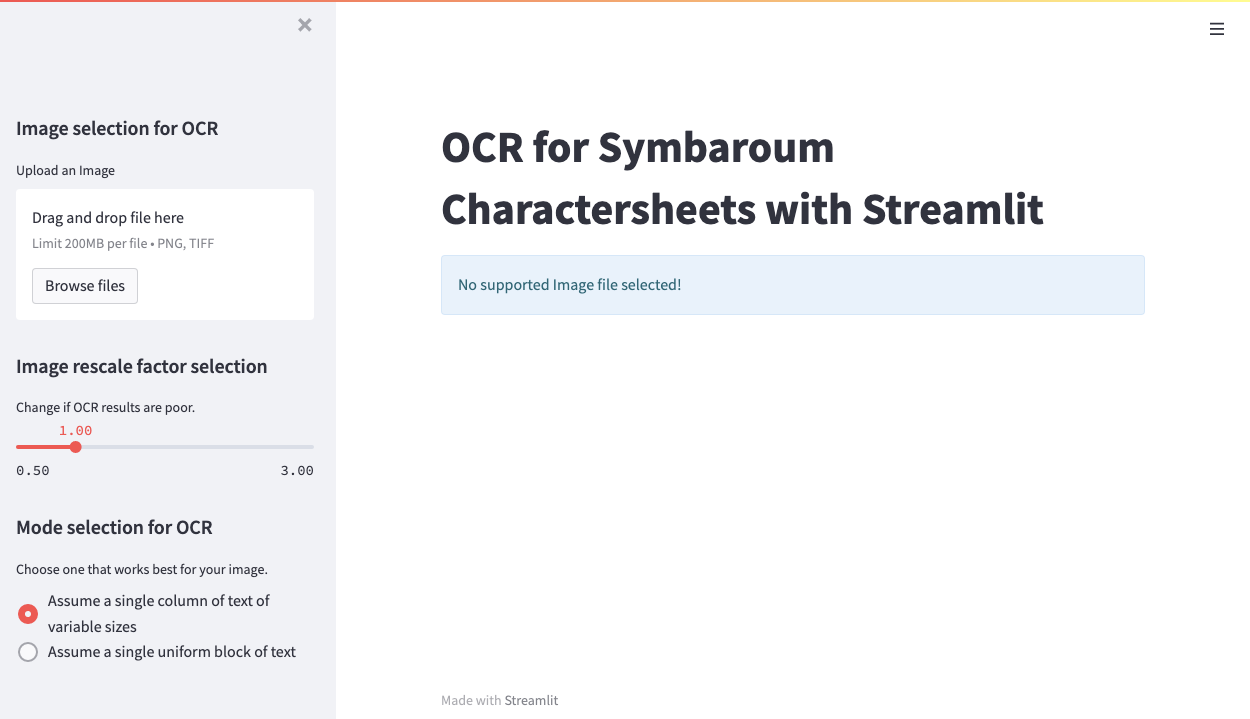 Image selection for OCR
Upload an Image
Drag and drop file here
Limit 200MB per file • PNG, TIFF
Browse files
Image rescale factor selection
Change if OCR results are poor.
1.00
0.50 3.00
Mode selection for OCR
Choose one that works best for your image.
Assume a single column of text of
variable sizes
Assume a single uniform block of text
OCR for Symbaroum
Charactersheets with Streamlit
No supported Image file selected!
Made with Streamlit